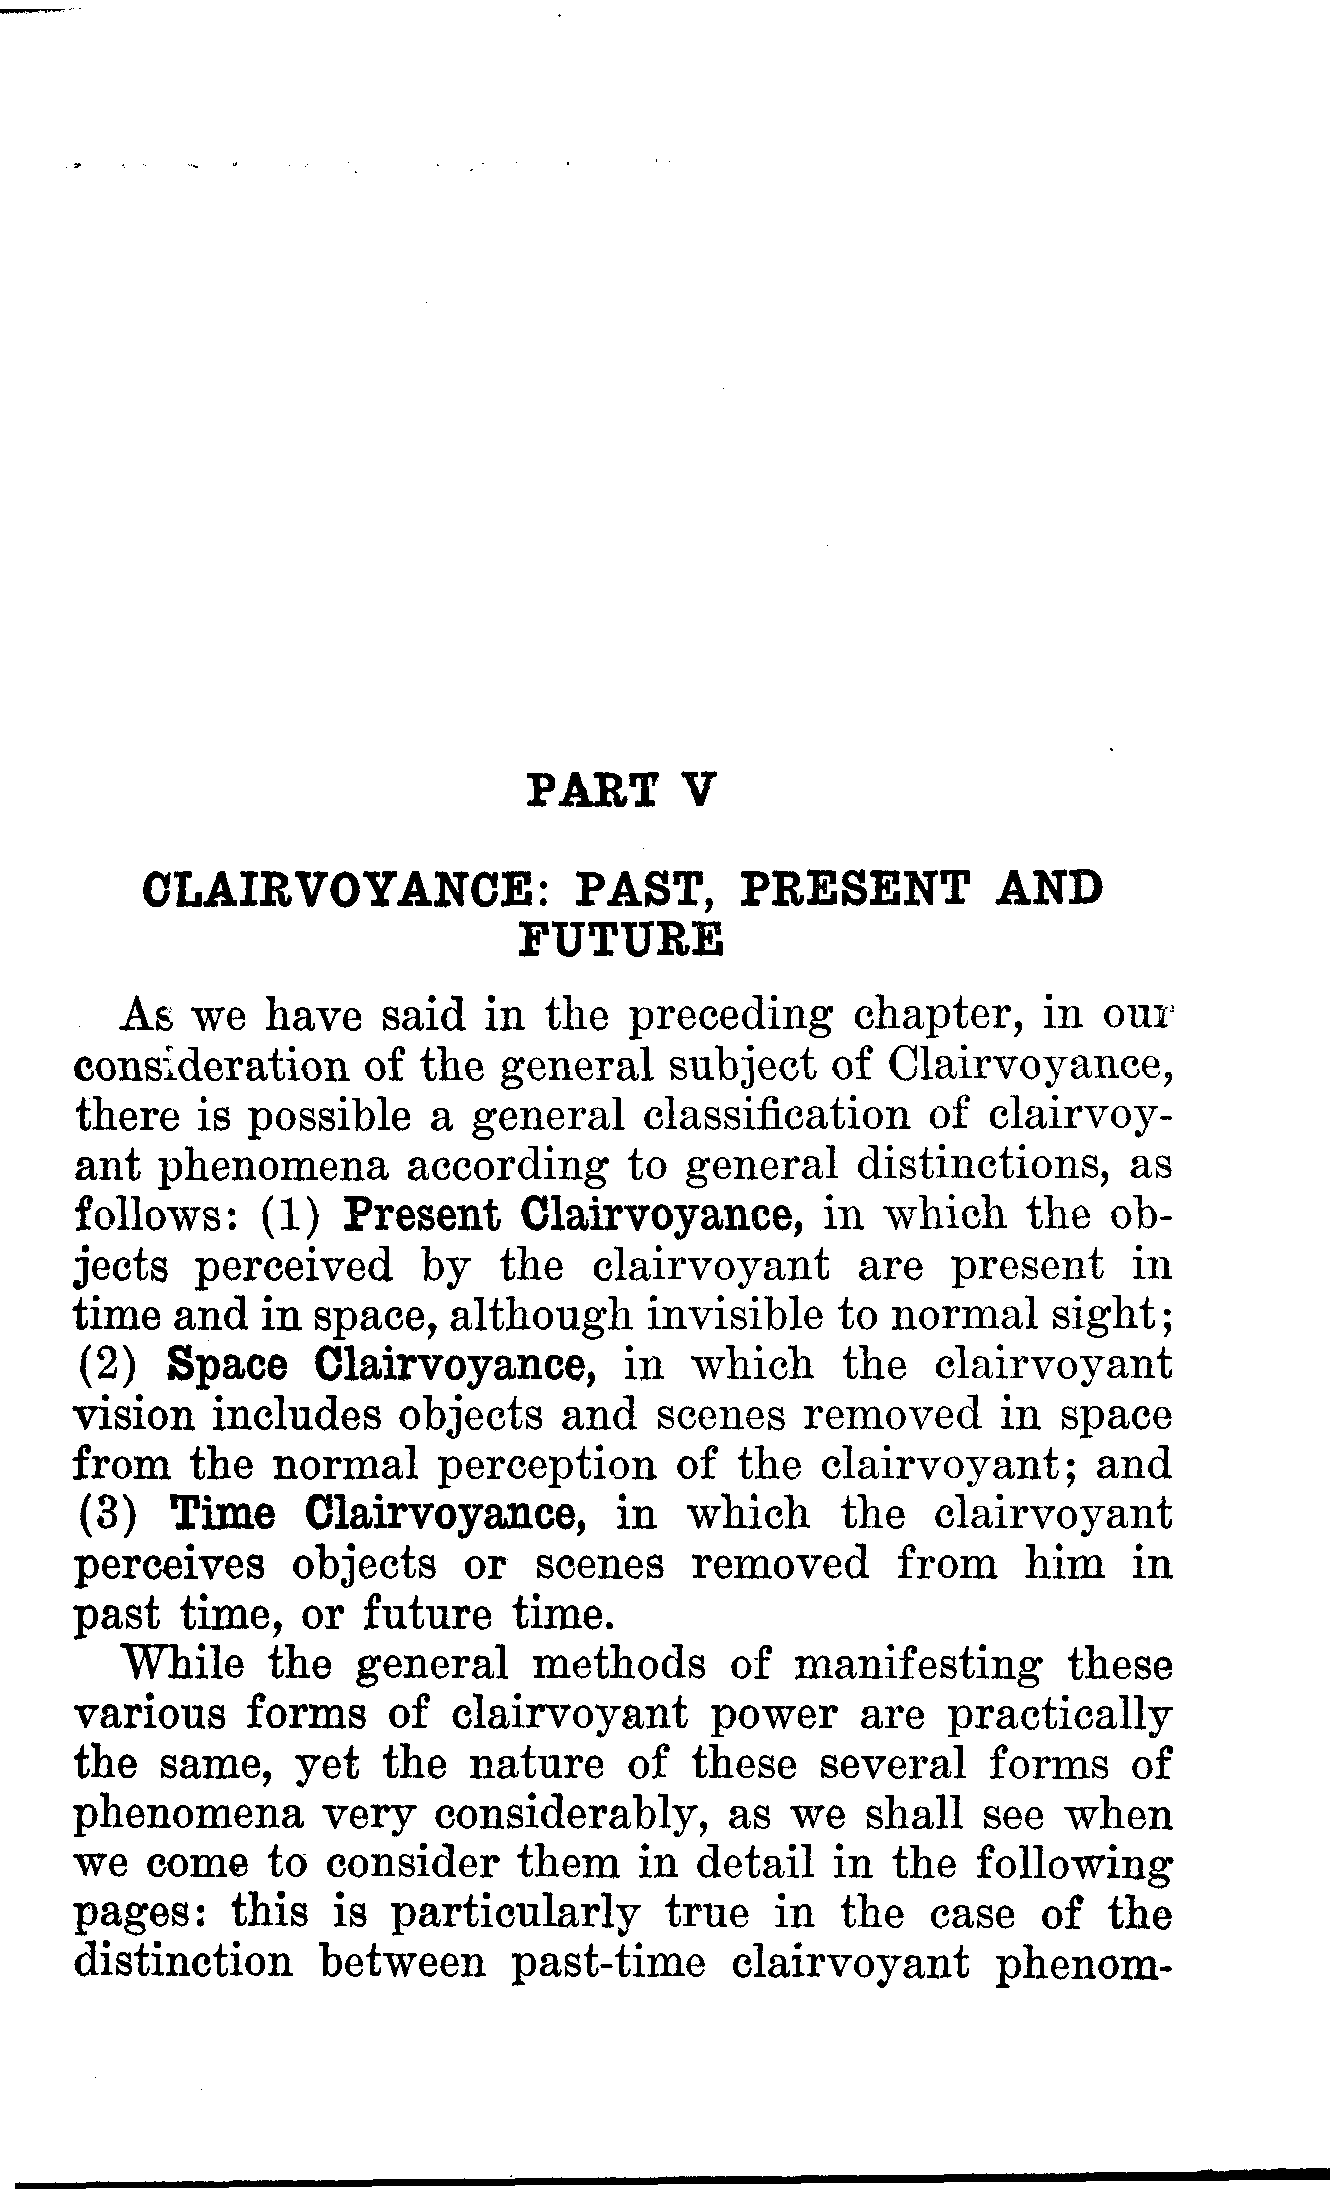 PART V
CLAIRVOYANCE: PAST, PRESENT AND
FUTURE
As we have said in the preceding chapter, in our
consideration of the general subject of Clairvoyance,
there is possible a general classification of clairvoy-
ant phenomena according to general distinctions, as
follows: (1) Present Clairvoyance, in which the ob-
jects perceived by the clairvoyant are present in
time and in space, although invisible to normal sight;
(2) Space Clairvoyance, in which the clairvoyant
vision includes objects and scenes removed in space
from the normal perception of the clairvoyant; and
(3) Time Clairvoyance, in which the clairvoyant
perceives objects or scenes removed from him in
past time, or future time.
While the general methods of manifesting these
various forms of clairvoyant power are practically
the same, yet the nature of these several forms of
phenomena very considerably, as we shall see when
we come to consider them in detail in the following
pages: this is particularly true in the case of the
distinction between past-time clairvoyant phenom-